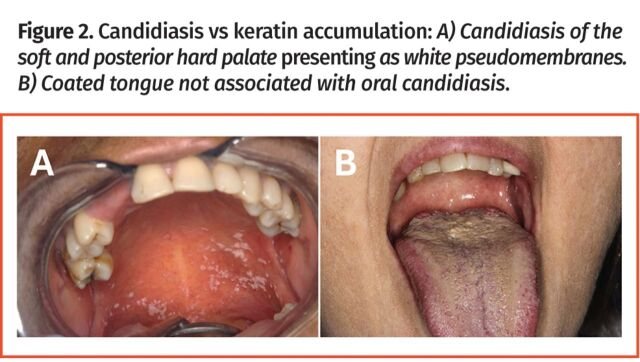 Figure 2. Candidiasis vs keratin accumulation: A) Candidiasis of the
soft and posterior hard palate presenting as white pseudomembranes.
B) Coated tongue not associated with oral candidiasis.
A
B